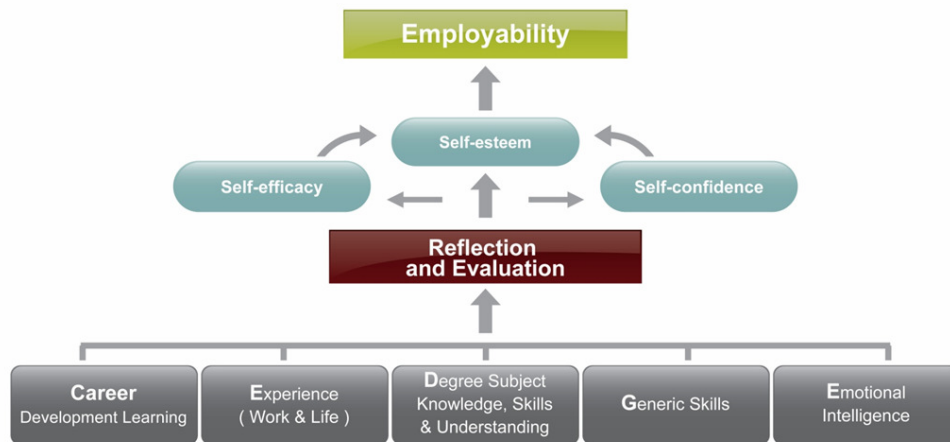 Employability
Self-esteem
Self-efficacy
Self-confidence
Reflection
and Evaluation
Career
Development Learning
Experience
( Work & Life )
Degree Subject
Knowledge, Skills
& Understanding
Generic Skills
Emotional
Intelligence